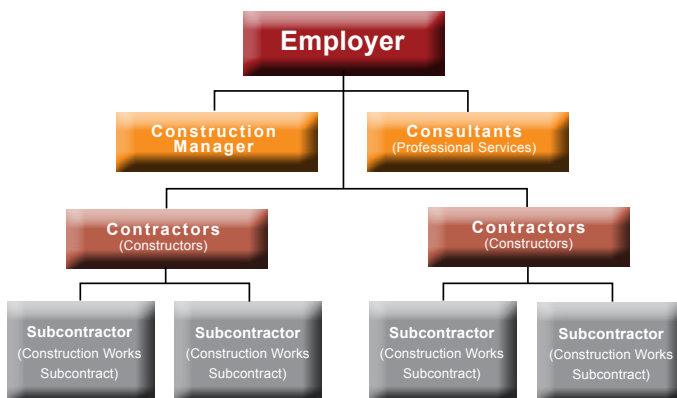 Employer
Construction
Manager
Consultants
(Professional Services)
Contractors
(Constructors)
Contractors
(Constructors)
Subcontractor
(Construction Works
Subcontract)
Subcontractor
(Construction Works
Subcontract)
Subcontractor
(Construction Works
Subcontract)
Subcontractor
(Construction Works
Subcontract)